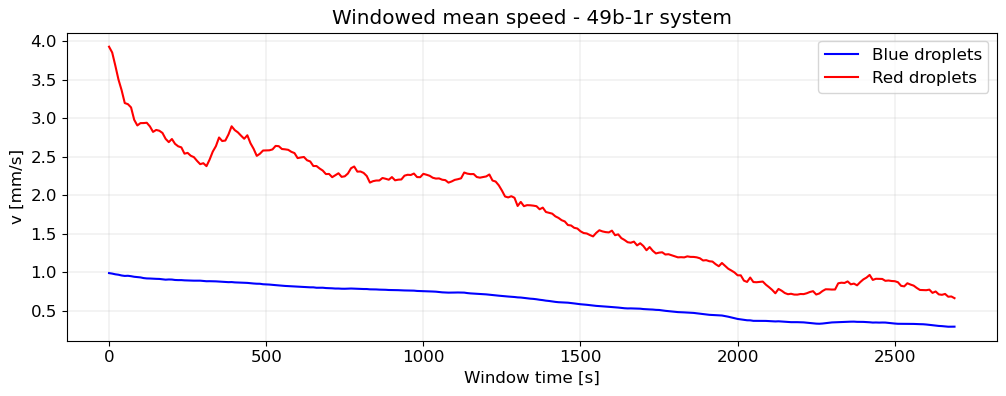 Windowed mean speed - 49b-1r system
v [mm/s]
4.0
3.5
3.0
2.5
2.0
1.5
1.0
0.5
Blue droplets
Red droplets
0
500
1000
1500
2000
2500
Window time [s]